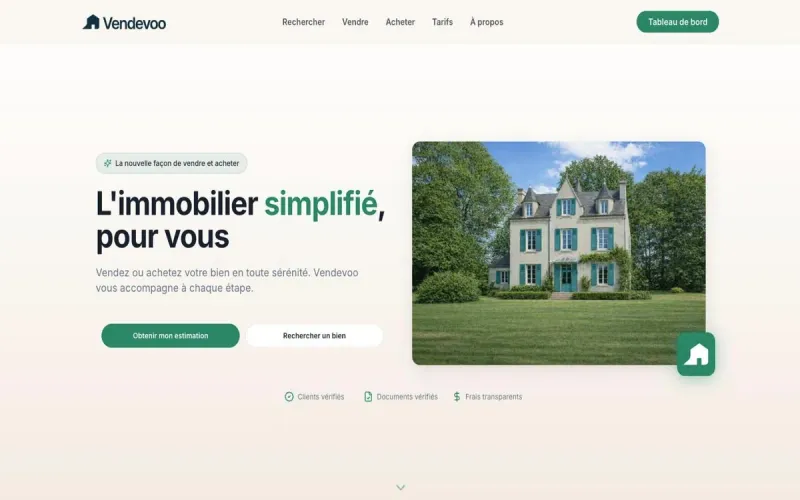 Vendevoo
Rechercher
Vendre
Acheter
Tarifs
À propos
Tableau de bord
La nouvelle façon de vendre et acheter
L'immobilier simplifié,
pour vous
Vendez ou achetez votre bien en toute sérénité. Vendevoo
vous accompagne à chaque étape.
Obtenir mon estimation
Rechercher un bien
Clients vérifiés
Documents vérifiés
Frais transparents